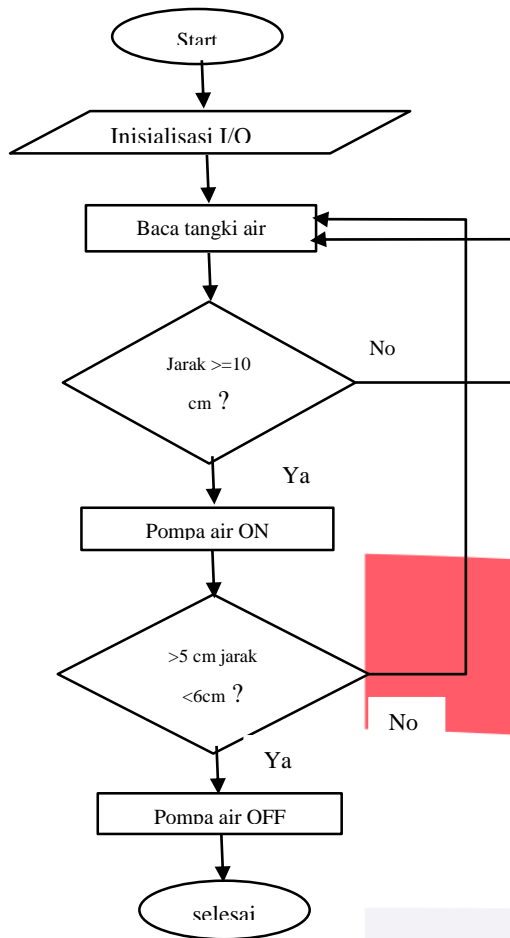 Start
Inisialisasi I/O
Baca tangki air
Jarak >=10
cm ?
No
Ya
Pompa air ON
>5 cm jarak
<6cm ?
No
Ya
Pompa air OFF
selesai